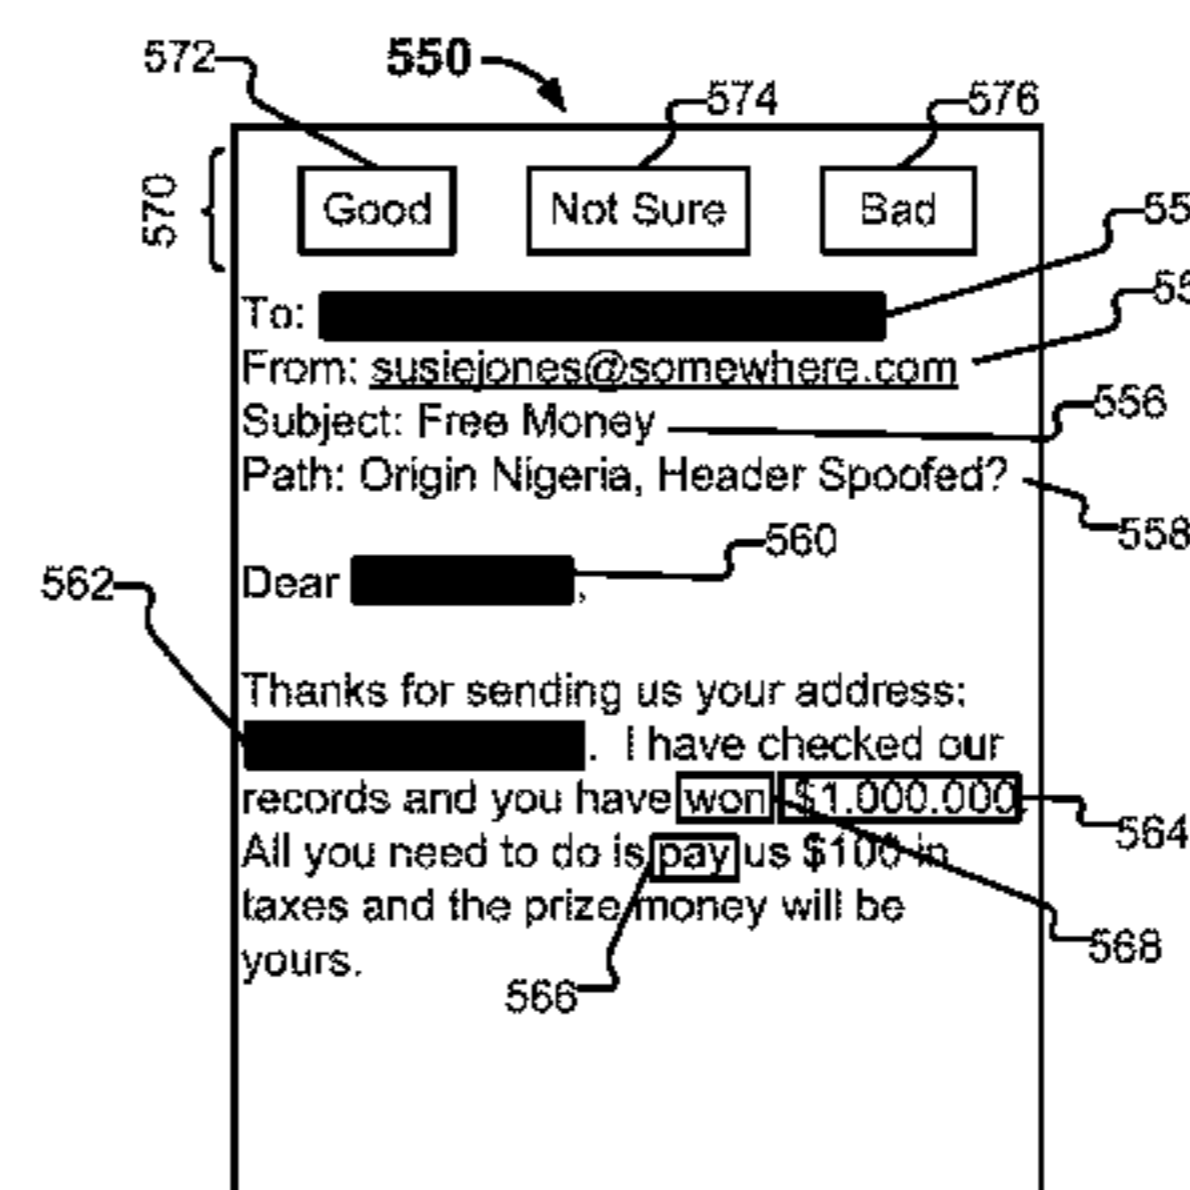 572 550 574 576
570 Good Not Sure Bad
55
To:
55
From: susiejones@somewhere.com
556
Subject: Free Money
Path: Origin Nigeria, Header Spoofed?
558
560
562 Dear ,
Thanks for sending us your address:
. I have checked our
records and you have won $1.000.000.
564
All you need to do is pay us $100 in
taxes and the prize money will be
568
yours.
566